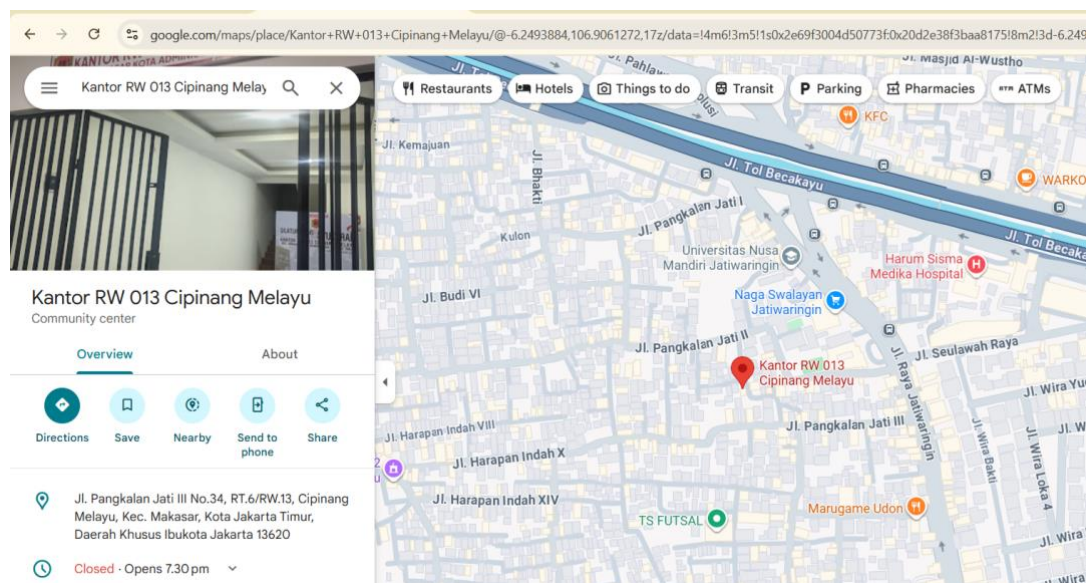 google.com/maps/place/Kantor+RW+013+Cipinang+Melayu/@-6.2493884,106.9061272,17z/data=!4m6!3m5!1s0x2e69f3004d50773f:0x20d2e38f3baa8175!8m2!3d-6.249
KANTOR RW 013
Kantor RW 013 Cipinang Melay
Restaurants
Hotels
Things to do
Transit
Parking
Pharmacies
ATMs
Kantor RW 013 Cipinang Melayu
Community center
Overview
About
Directions
Save
Nearby
Send to
phone
Share
Jl. Pangkalan Jati III No.34, RT.6/RW.13, Cipinang
Melayu, Kec. Makasar, Kota Jakarta Timur,
Daerah Khusus Ibukota Jakarta 13620
Closed · Opens 7.30 pm
Jl. Masjid Al-Wustho
KFC
Jl. Kemajuan
Jl. Bhakti
Jl. Tol Becakayu
WARKO
Jl. Pangkalan Jati I
Kulon
Jl. Tol Becaka
Universitas Nusa
Mandiri Jatiwaringin
Harum Sisma
Medika Hospital
Jl. Budi VI
Naga Swalayan
Jatiwaringin
Jl. Pangkalan Jati II
Jl. Seulawah Raya
Kantor RW 013
Cipinang Melayu
Jl. Raya Jatiwaringin
Jl. Wira Yu
Jl. Harapan Indah VIII
Jl. Pangkalan Jati III
Jl. W
Jl. Harapan Indah X
Jl. Wira Bakti
Jl. Wira Loka 4
Jl. Harapan Indah XIV
TS FUTSAL
Marugame Udon
Jl. Wira
Jl. Wira